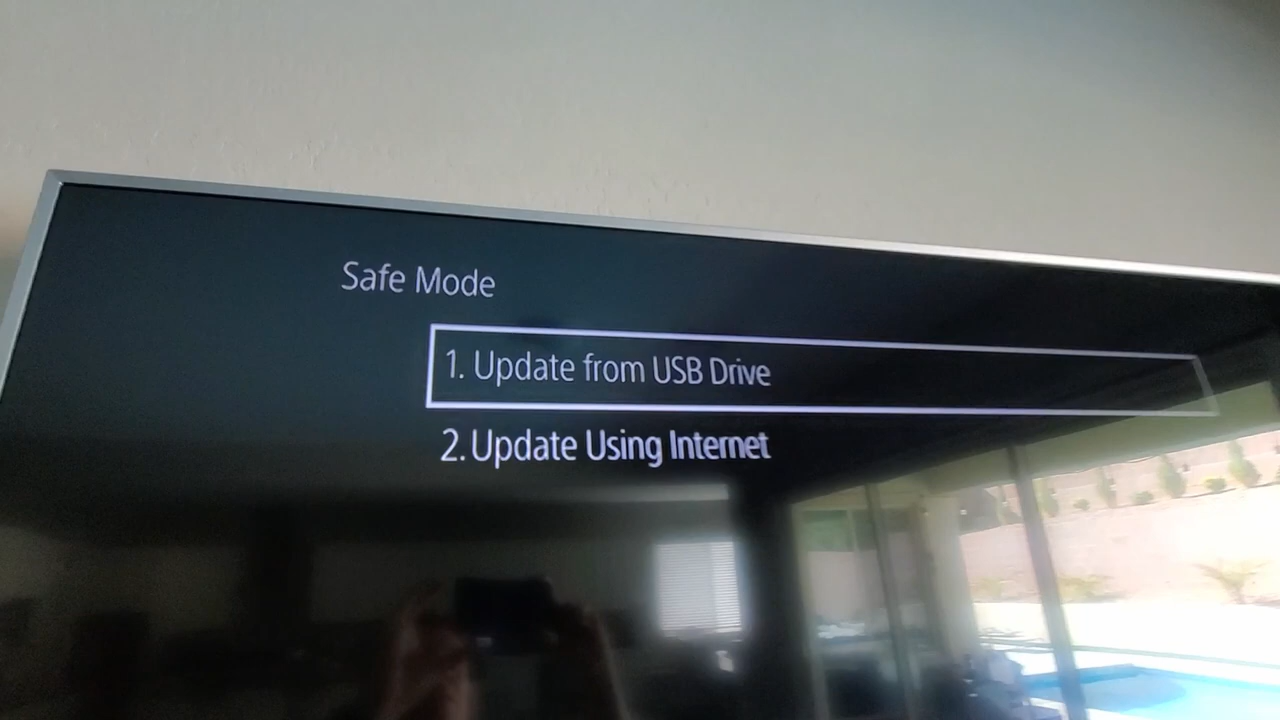 Safe Mode
1. Update from USB Drive
2. Update Using Internet